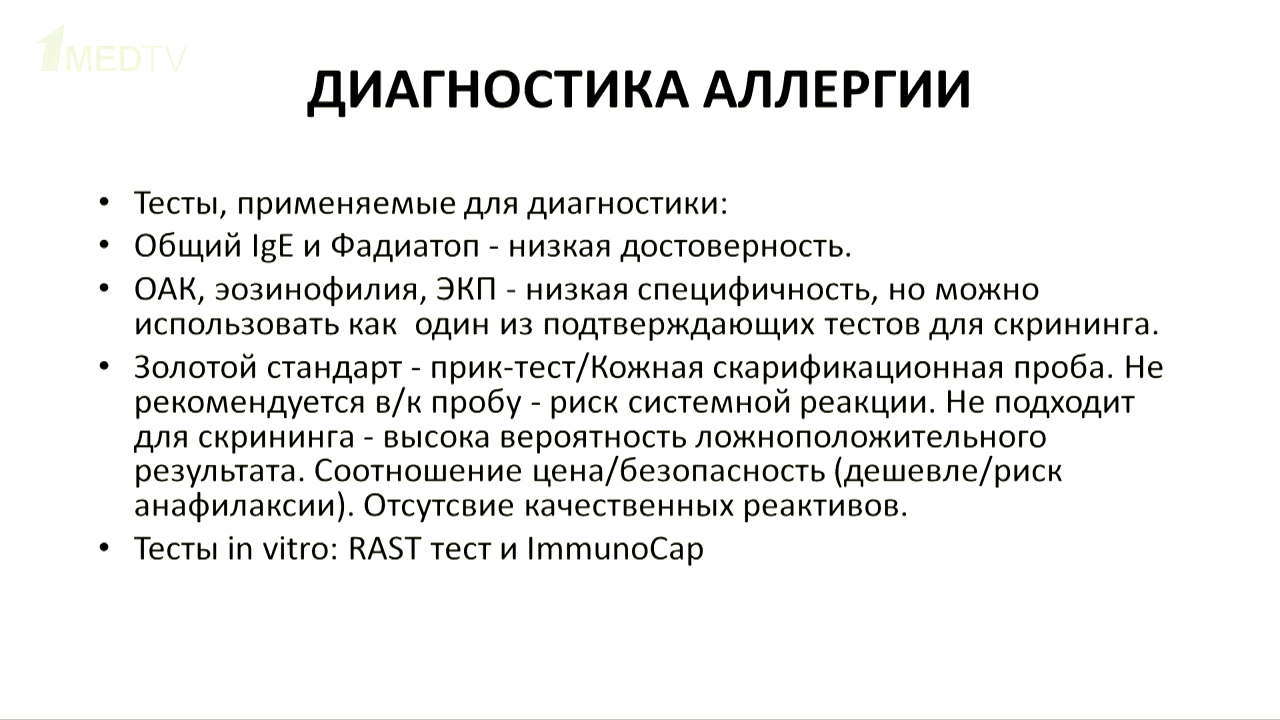 1MEDTV
ДИАГНОСТИКА АЛЛЕРГИИ
• Тесты, применяемые для диагностики:
• Общий IgE и Фадиатоп - низкая достоверность.
• ОАК, эозинофилия, ЭКП - низкая специфичность, но можно
использовать как  один из подтверждающих тестов для скрининга.
• Золотой стандарт - прик-тест/Кожная скарификационная проба. Не
рекомендуется в/к пробу - риск системной реакции. Не подходит
для скрининга - высока вероятность ложноположительного
результата. Соотношение цена/безопасность (дешевле/риск
анафилаксии). Отсутсвие качественных реактивов.
• Тесты in vitro: RAST тест и ImmunoCap